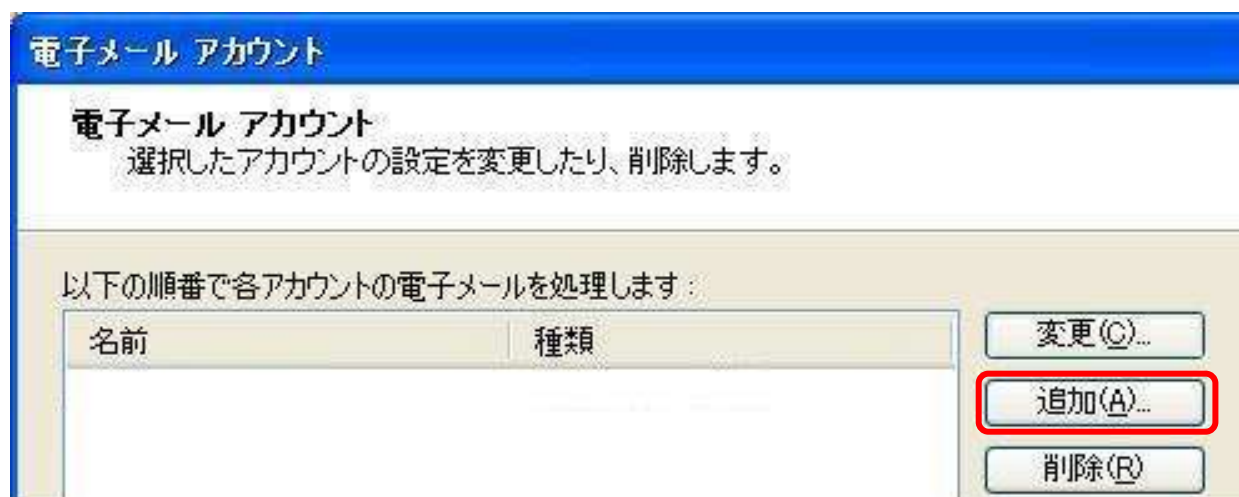 電子メール アカウント
電子メール アカウント
選択したアカウントの設定を変更したり、削除します。
以下の順番で各アカウントの電子メールを処理します:
名前 種類
変更(C)...
追加(A)...
削除(R)